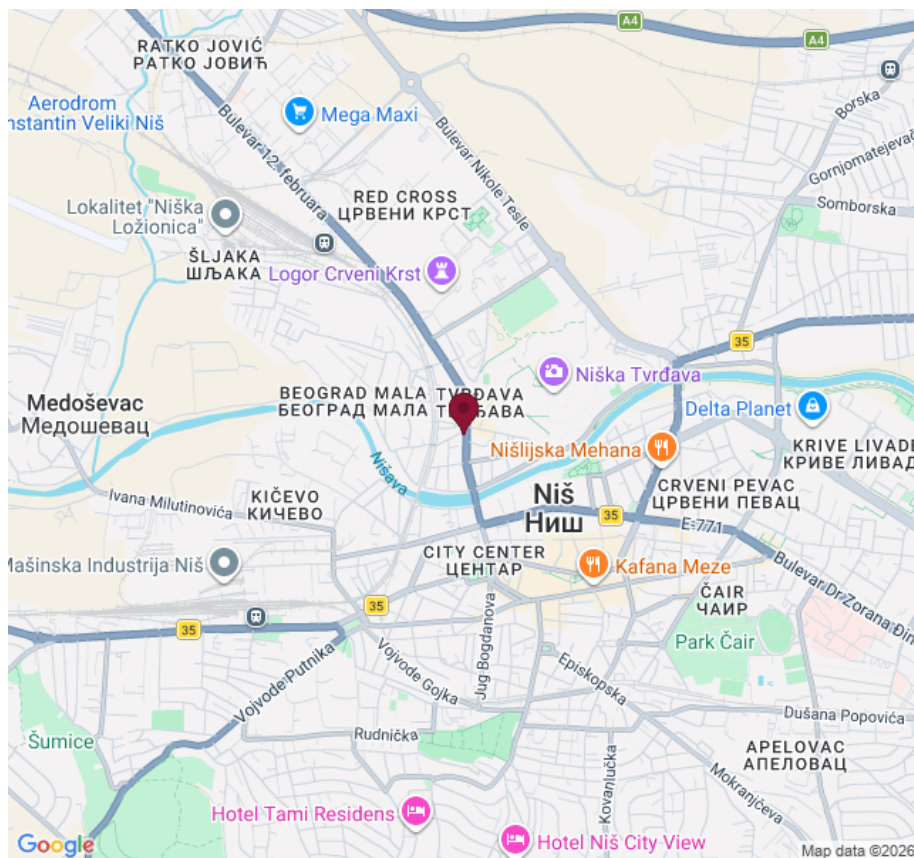 A4
A4
RATKO JOVIĆ
РАТКО ЈОВИЋ
Aerodrom
nstantin Veliki Niš
Mega Maxi
Borska
Bulevar 12. februara
Bulevar Nikole Tesle
Gornjomatejevač
RED CROSS
ЦРВЕНИ КРСТ
Somborska
Lokalitet "Niška
Ložionica"
ŠLJAKA
ШЉАКА
Logor Crveni Krst
35
Niška Tvrđava
BEOGRAD MALA
БЕОГРАД МАЛА
TVRĐAVA
Medoševac
Медошевац
Delta Planet
Nišlijska Mehana
KRIVE LIVADE
КРИВЕ ЛИВАД
Nišava
CRVENI PEVAC
ЦРВЕНИ ПЕВАЦ
Ivana Milutinovića
KIČEVO
КИЧЕВО
Niš
Ниш
35
E-771
CITY CENTER
ЦЕНТАР
Mašinska Industrija Niš
Kafana Meze
Bulevar Dr Zorana Đin
ČAIR
ЧАИР
35
35
Park Čair
Vojvode Putnika
Vojvode Gojka
Jug Bogdanova
Episkopska
Dušana Popovića
Šumice
Rudnička
APELOVAC
АПЕЛОВАЦ
Kovanlučka
Mokranjčeva
Hotel Tami Residens
Hotel Niš City View
Google
Map data ©2026